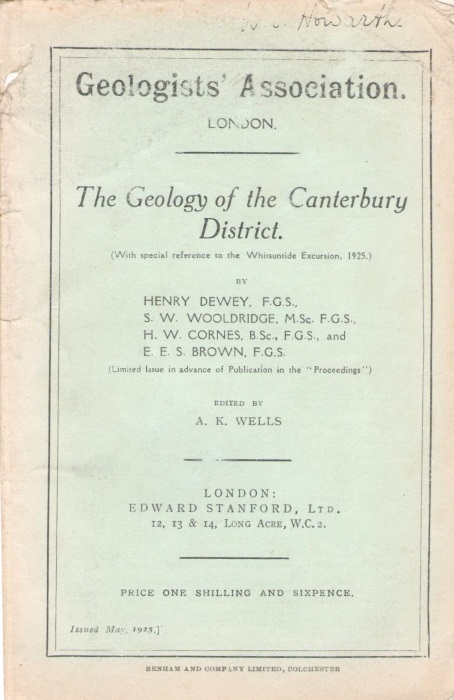 Howarth.
Geologists' Association.
LONDON.
The Geology of the Canterbury
District.
(With special reference to the Whitsuntide Excursion, 1925.)
BY
HENRY DEWEY, F.G.S.,
S. W. WOOLDRIDGE, M.Sc. F.G.S.,
H. W. CORNES, B.Sc., F.G.S., and
E. E. S. BROWN, F.G.S.
(Limited Issue in advance of Publication in the "Proceedings")
EDITED BY
A. K. WELLS
LONDON:
EDWARD STANFORD, LTD.
12, 13 & 14, LONG ACRE, W.C. 2.
PRICE ONE SHILLING AND SIXPENCE.
Issued May, 1925.]
BENHAM AND COMPANY LIMITED, COLCHESTER